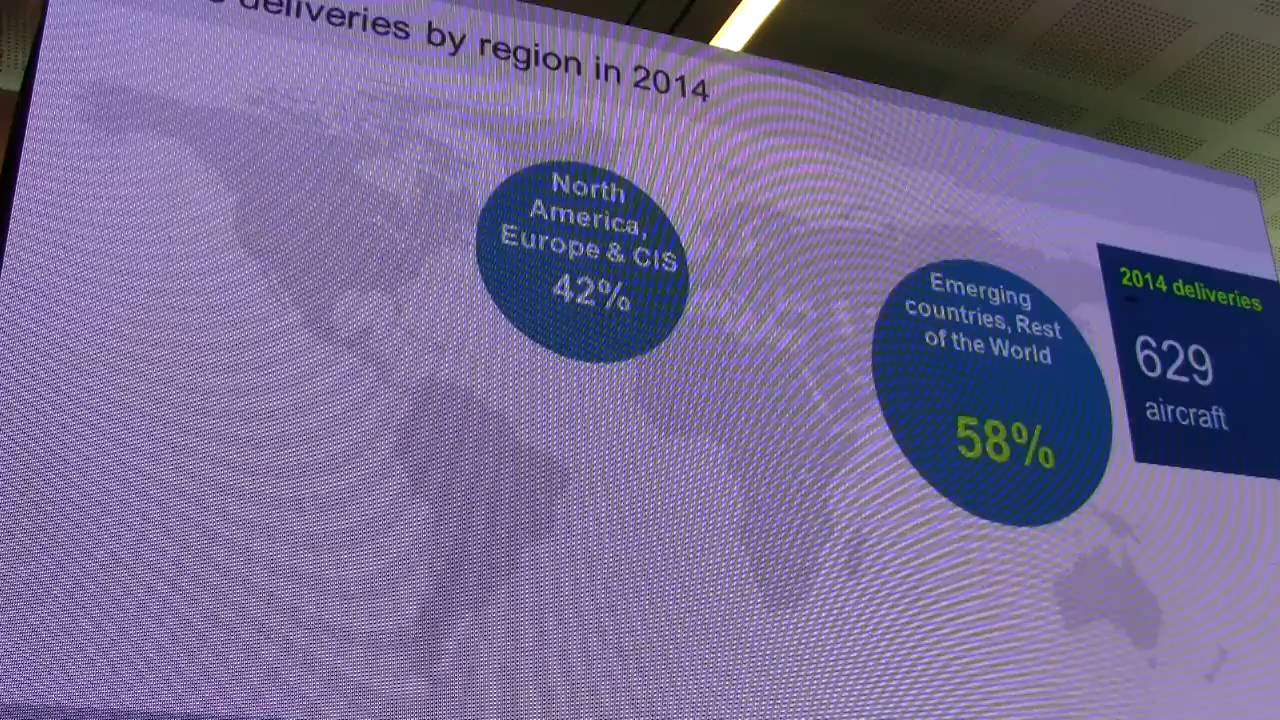 deliveries by region in 2014
North
America,
Europe & CIS
42%
Emerging
countries, Rest
of the World
58%
2014 deliveries
629
aircraft